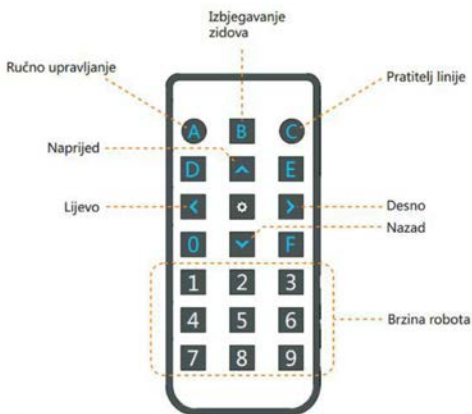 Izbjegavanje
zidova
Ručno upravljanje
Pratitelj linije
A B C
Naprijed
D E
Lijevo
Desno
0 F
Nazad
1 2 3
4 5 6
Brzina robota
7 8 9